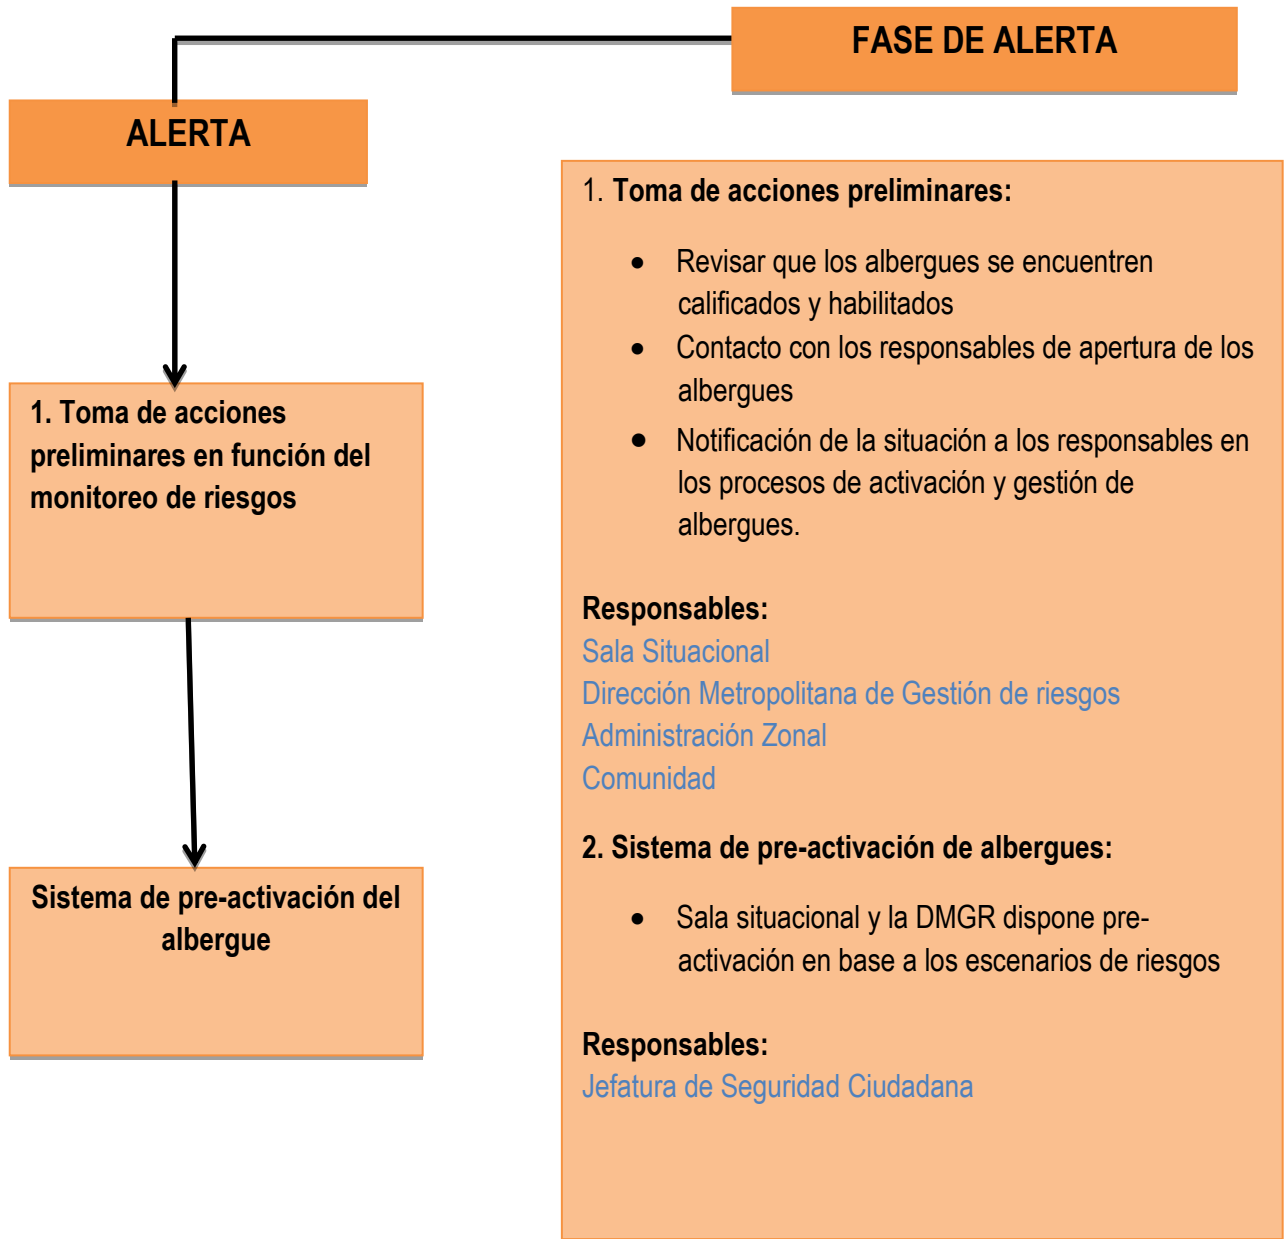 FASE DE ALERTA
ALERTA
1. Toma de acciones
preliminares en función del
monitoreo de riesgos
Sistema de pre-activación del
albergue
1. Toma de acciones preliminares:
• Revisar que los albergues se encuentren
calificados y habilitados
• Contacto con los responsables de apertura de los
albergues
• Notificación de la situación a los responsables en
los procesos de activación y gestión de
albergues.
Responsables:
Sala Situacional
Dirección Metropolitana de Gestión de riesgos
Administración Zonal
Comunidad
2. Sistema de pre-activación de albergues:
• Sala situacional y la DMGR dispone pre-
activación en base a los escenarios de riesgos
Responsables:
Jefatura de Seguridad Ciudadana